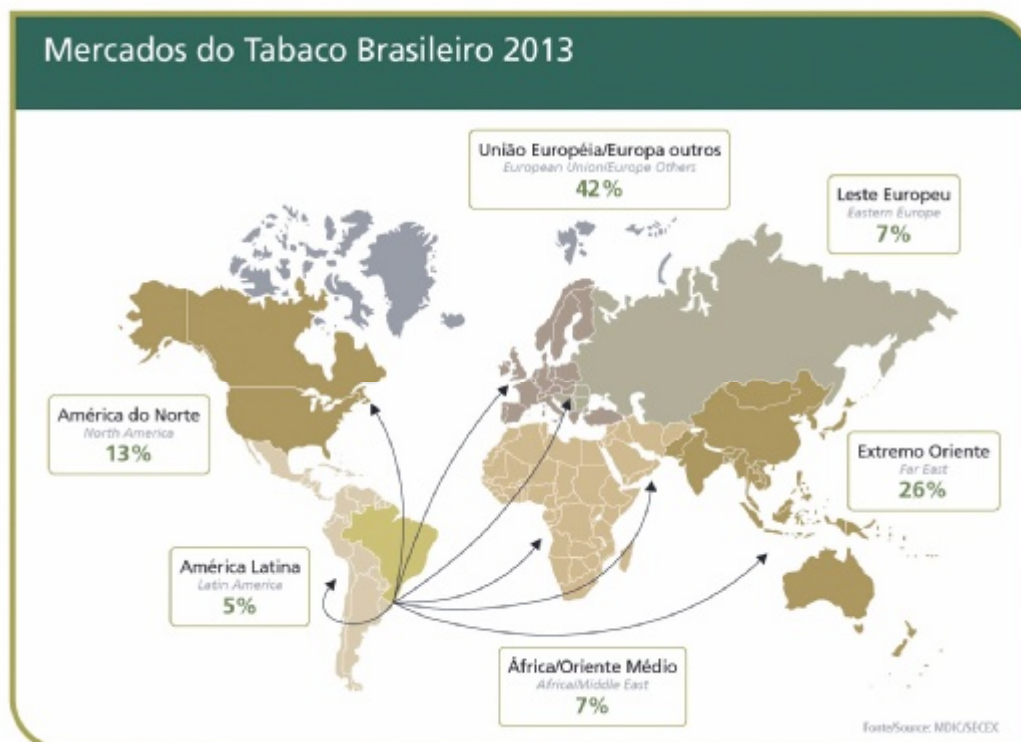 Mercados do Tabaco Brasileiro 2013
União Européia/Europa outros
European Union/Europe Others
42%
Leste Europeu
Eastern Europe
7%
América do Norte
North America
13%
Extremo Oriente
Far East
26%
América Latina
Latin America
5%
África/Oriente Médio
Africa/Middle East
7%
Fonte/Source: MDIC/SECEX